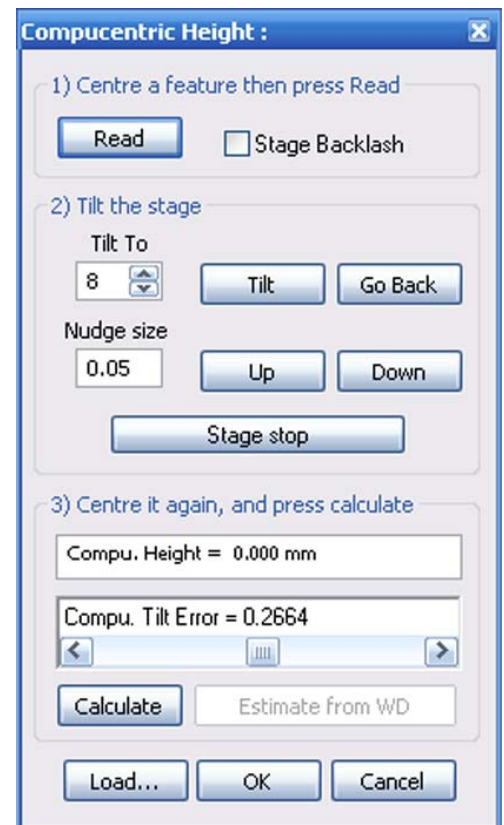 Compucentric Height :
1) Centre a feature then press Read
Read Stage Backlash
2) Tilt the stage
Tilt To
8 Tilt Go Back
Nudge size
0.05 Up Down
Stage stop
3) Centre it again, and press calculate
Compu. Height = 0.000 mm
Compu. Tilt Error = 0.2664
Calculate Estimate from WD
Load... OK Cancel